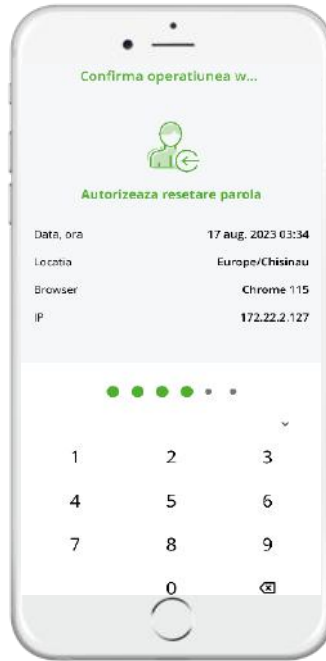 Confirma operatiunea w...
Autorizeaza resetare parola
Data, ora 17 aug. 2023 03:34
Locatia Europe/Chisinau
Browser Chrome 115
IP 172.22.2.127
1 2 3
4 5 6
7 8 9
0